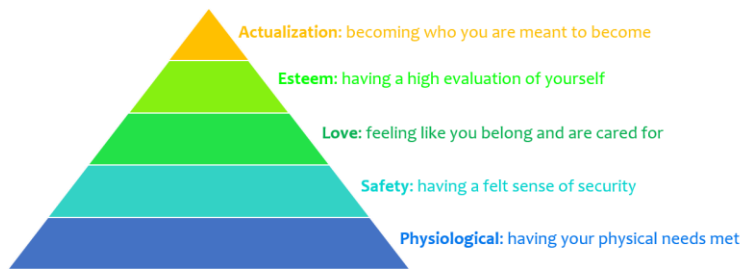 Actualization: becoming who you are meant to become
Esteem: having a high evaluation of yourself
Love: feeling like you belong and are cared for
Safety: having a felt sense of security
Physiological: having your physical needs met